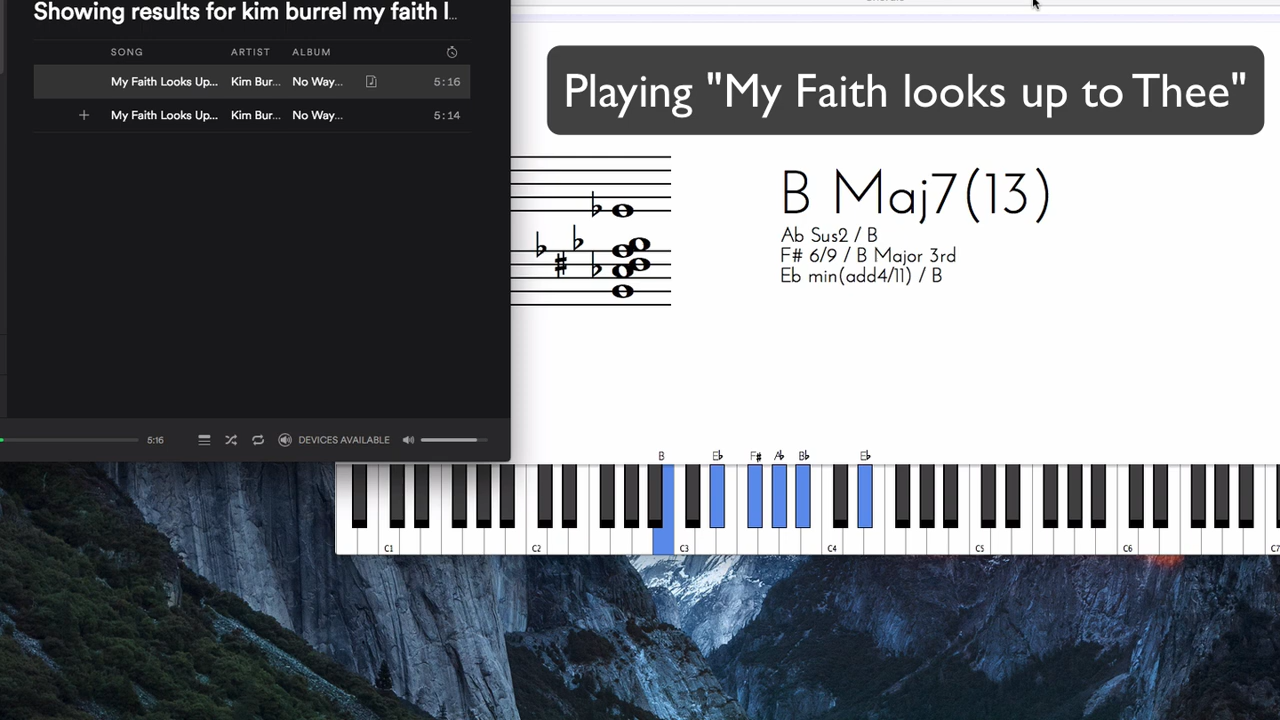 Showing results for kim burrel my faith l...
SONG ARTIST ALBUM
My Faith Looks Up... Kim Bur... No Way... 5:16
+ My Faith Looks Up... Kim Bur... No Way... 5:14
5:16 DEVICES AVAILABLE
Playing "My Faith looks up to Thee"
B Maj7(13)
Ab Sus2 / B
F# 6/9 / B Major 3rd
Eb min(add4/11) / B
B E♭ F# A♭ B♭ E♭
C1 C2 C3 C4 C5 C6 C7